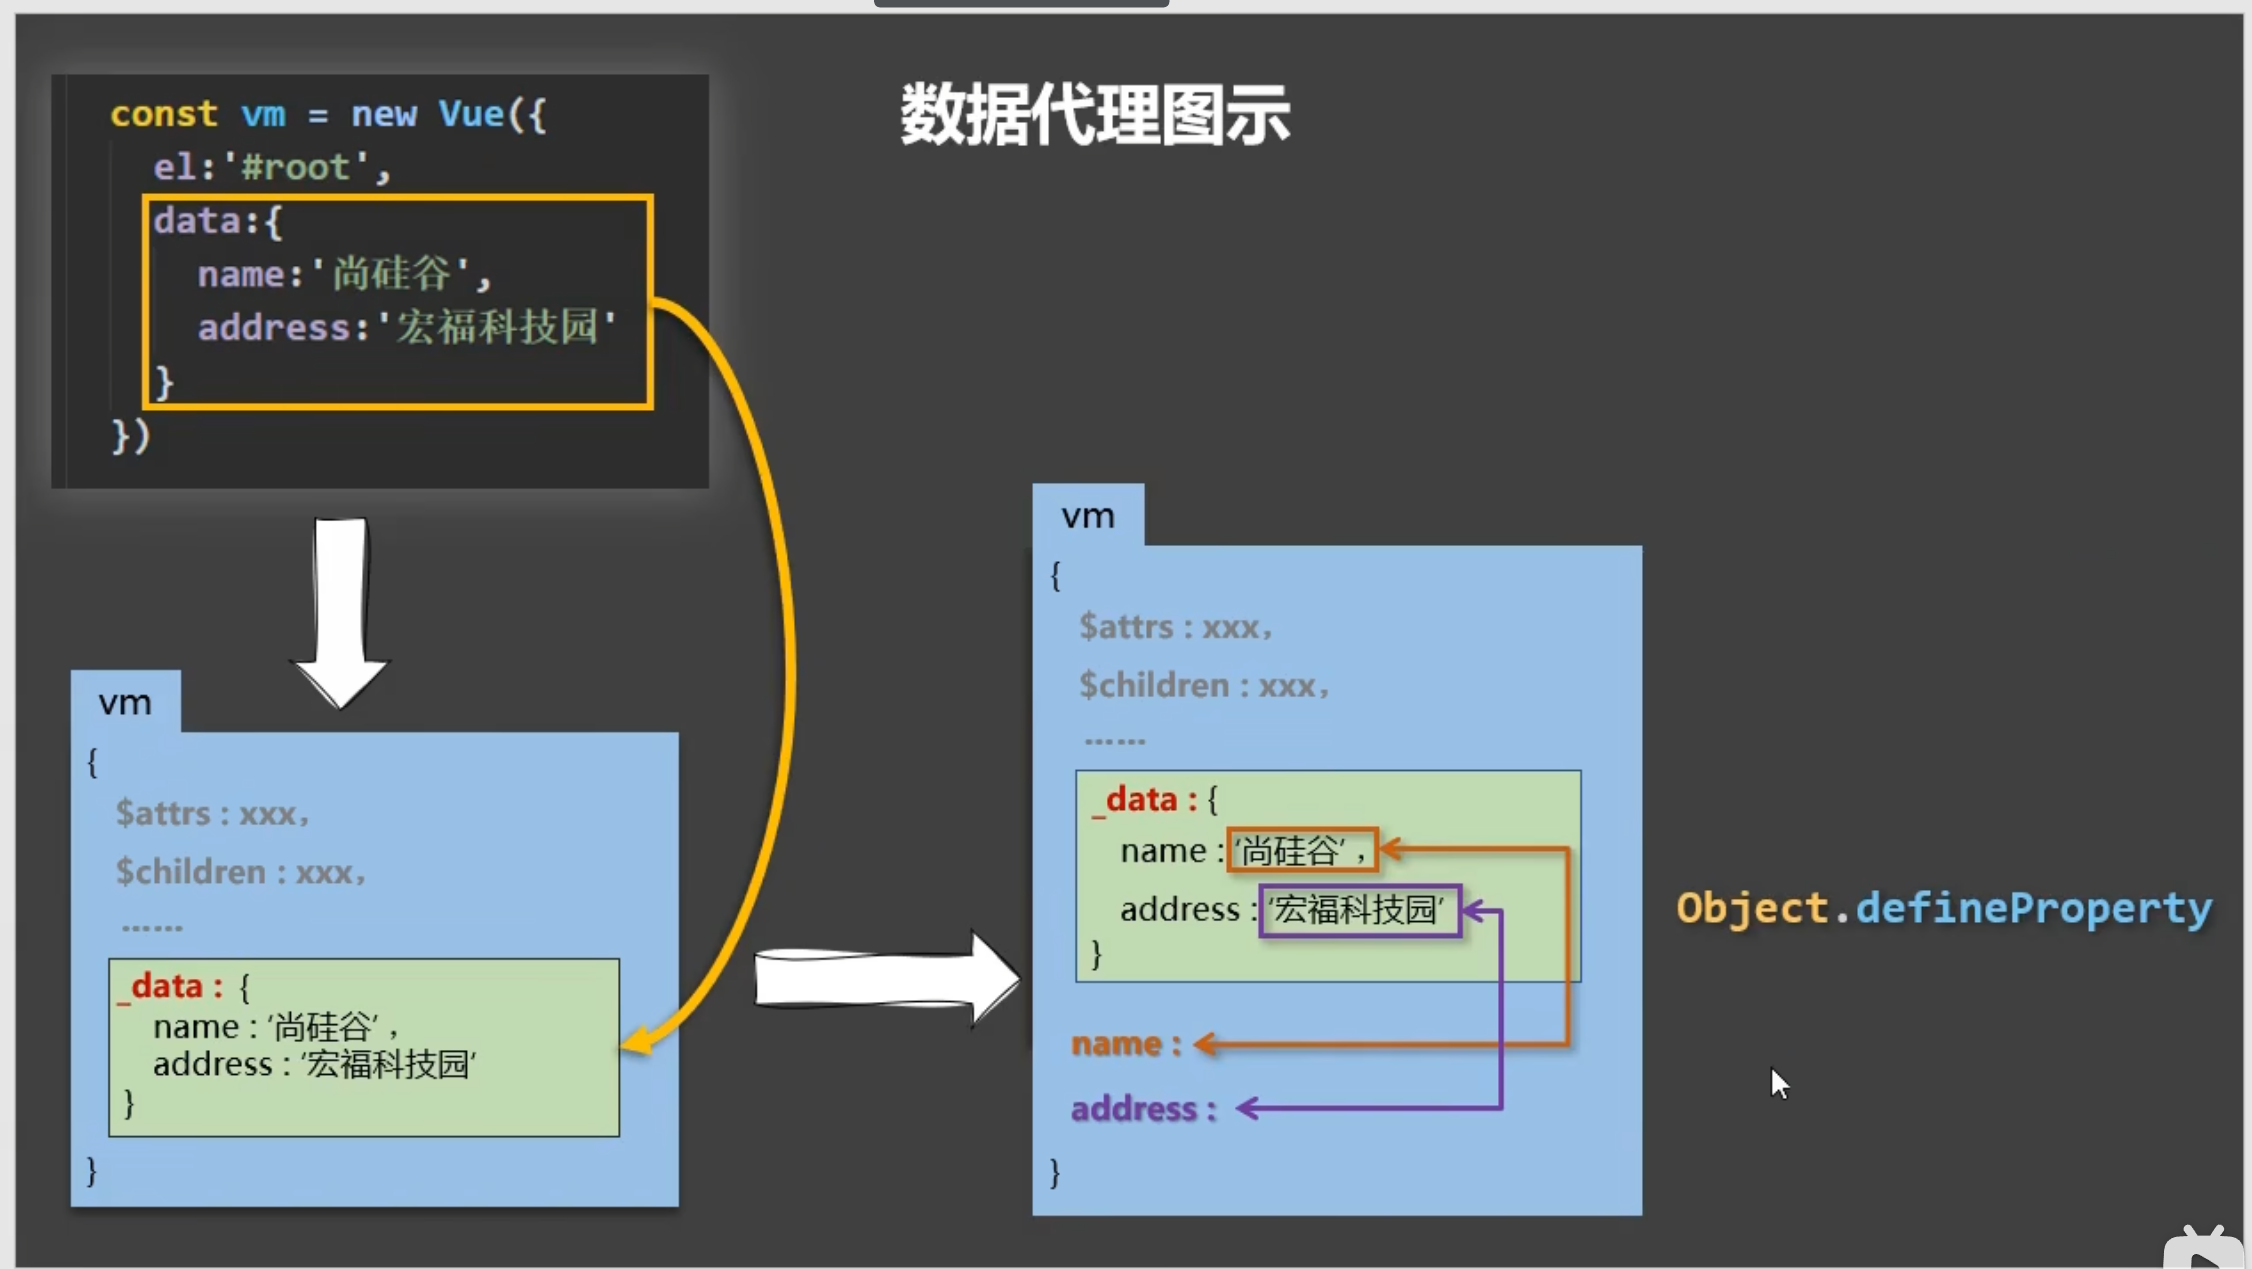 数据代理图示
const vm = new Vue({
el:'#root',
data:{
name:'尚硅谷',
address:'宏福科技园'
}
})
vm
{
$attrs : xxx，
$children : xxx，
……
_data : {
name : ‘尚硅谷’，
address : ‘宏福科技园’
}
}
vm
{
$attrs : xxx，
$children : xxx，
……
_data : {
name : ‘尚硅谷’，
address : ‘宏福科技园’
}
name :
address :
}
Object.defineProperty